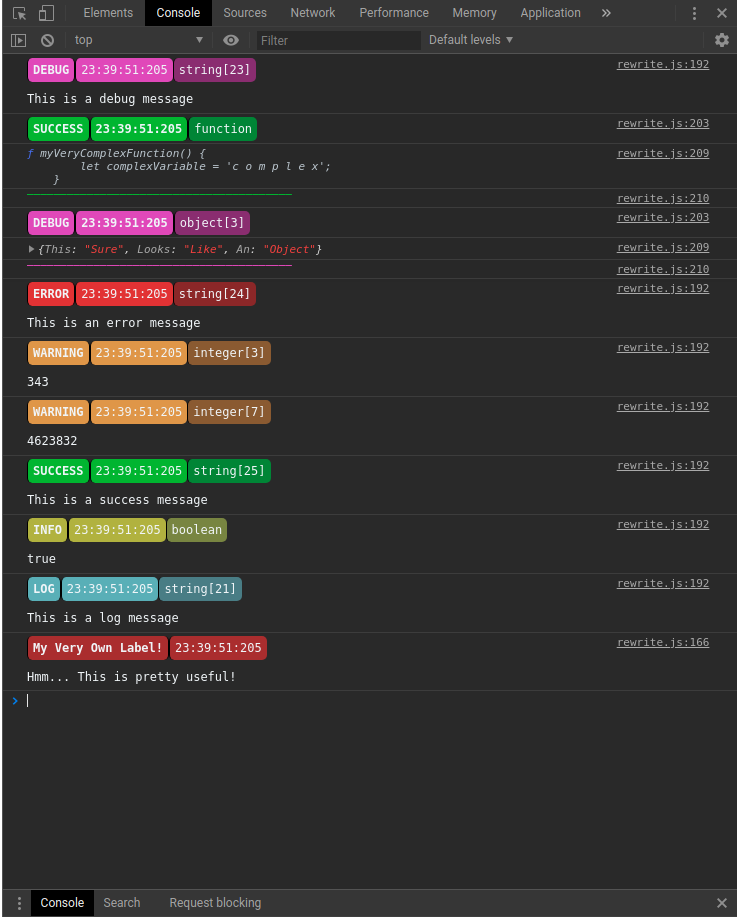 Elements Console Sources Network Performance Memory Application »
top Filter Default levels
DEBUG 23:39:51:205 string[23] rewrite.js:192
This is a debug message
SUCCESS 23:39:51:205 function rewrite.js:203
ƒ myVeryComplexFunction() { rewrite.js:209
let complexVariable = 'c o m p l e x';
}
rewrite.js:210
DEBUG 23:39:51:205 object[3] rewrite.js:203
{This: "Sure", Looks: "Like", An: "Object"} rewrite.js:209
rewrite.js:210
ERROR 23:39:51:205 string[24] rewrite.js:192
This is an error message
WARNING 23:39:51:205 integer[3] rewrite.js:192
343
WARNING 23:39:51:205 integer[7] rewrite.js:192
4623832
SUCCESS 23:39:51:205 string[25] rewrite.js:192
This is a success message
INFO 23:39:51:205 boolean rewrite.js:192
true
LOG 23:39:51:205 string[21] rewrite.js:192
This is a log message
My Very Own Label! 23:39:51:205 rewrite.js:166
Hmm... This is pretty useful!
Console Search Request blocking